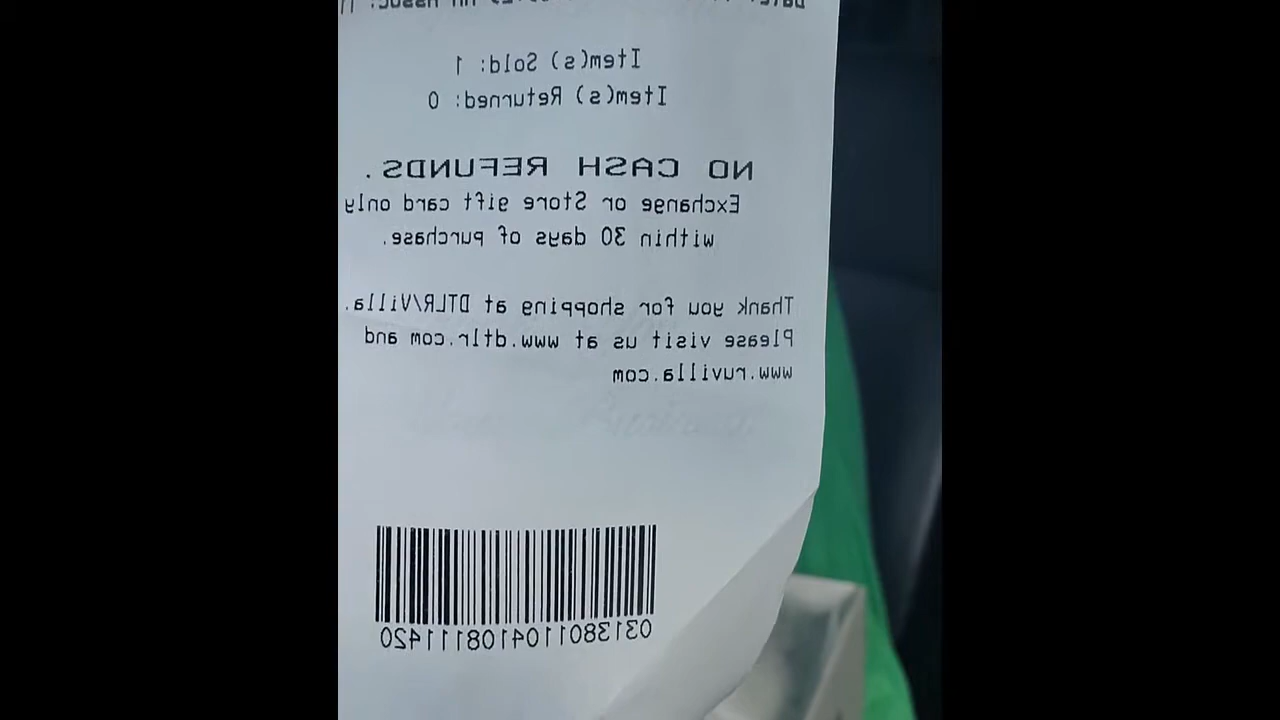 Item(s) Sold: 1
Item(s) Returned: 0
NO CASH REFUNDS.
Exchange or Store gift card only
within 30 days of purchase.
Thank you for shopping at DTLR/Villa.
Please visit us at www.dtlr.com and
www.ruvilla.com
0313801104108111420